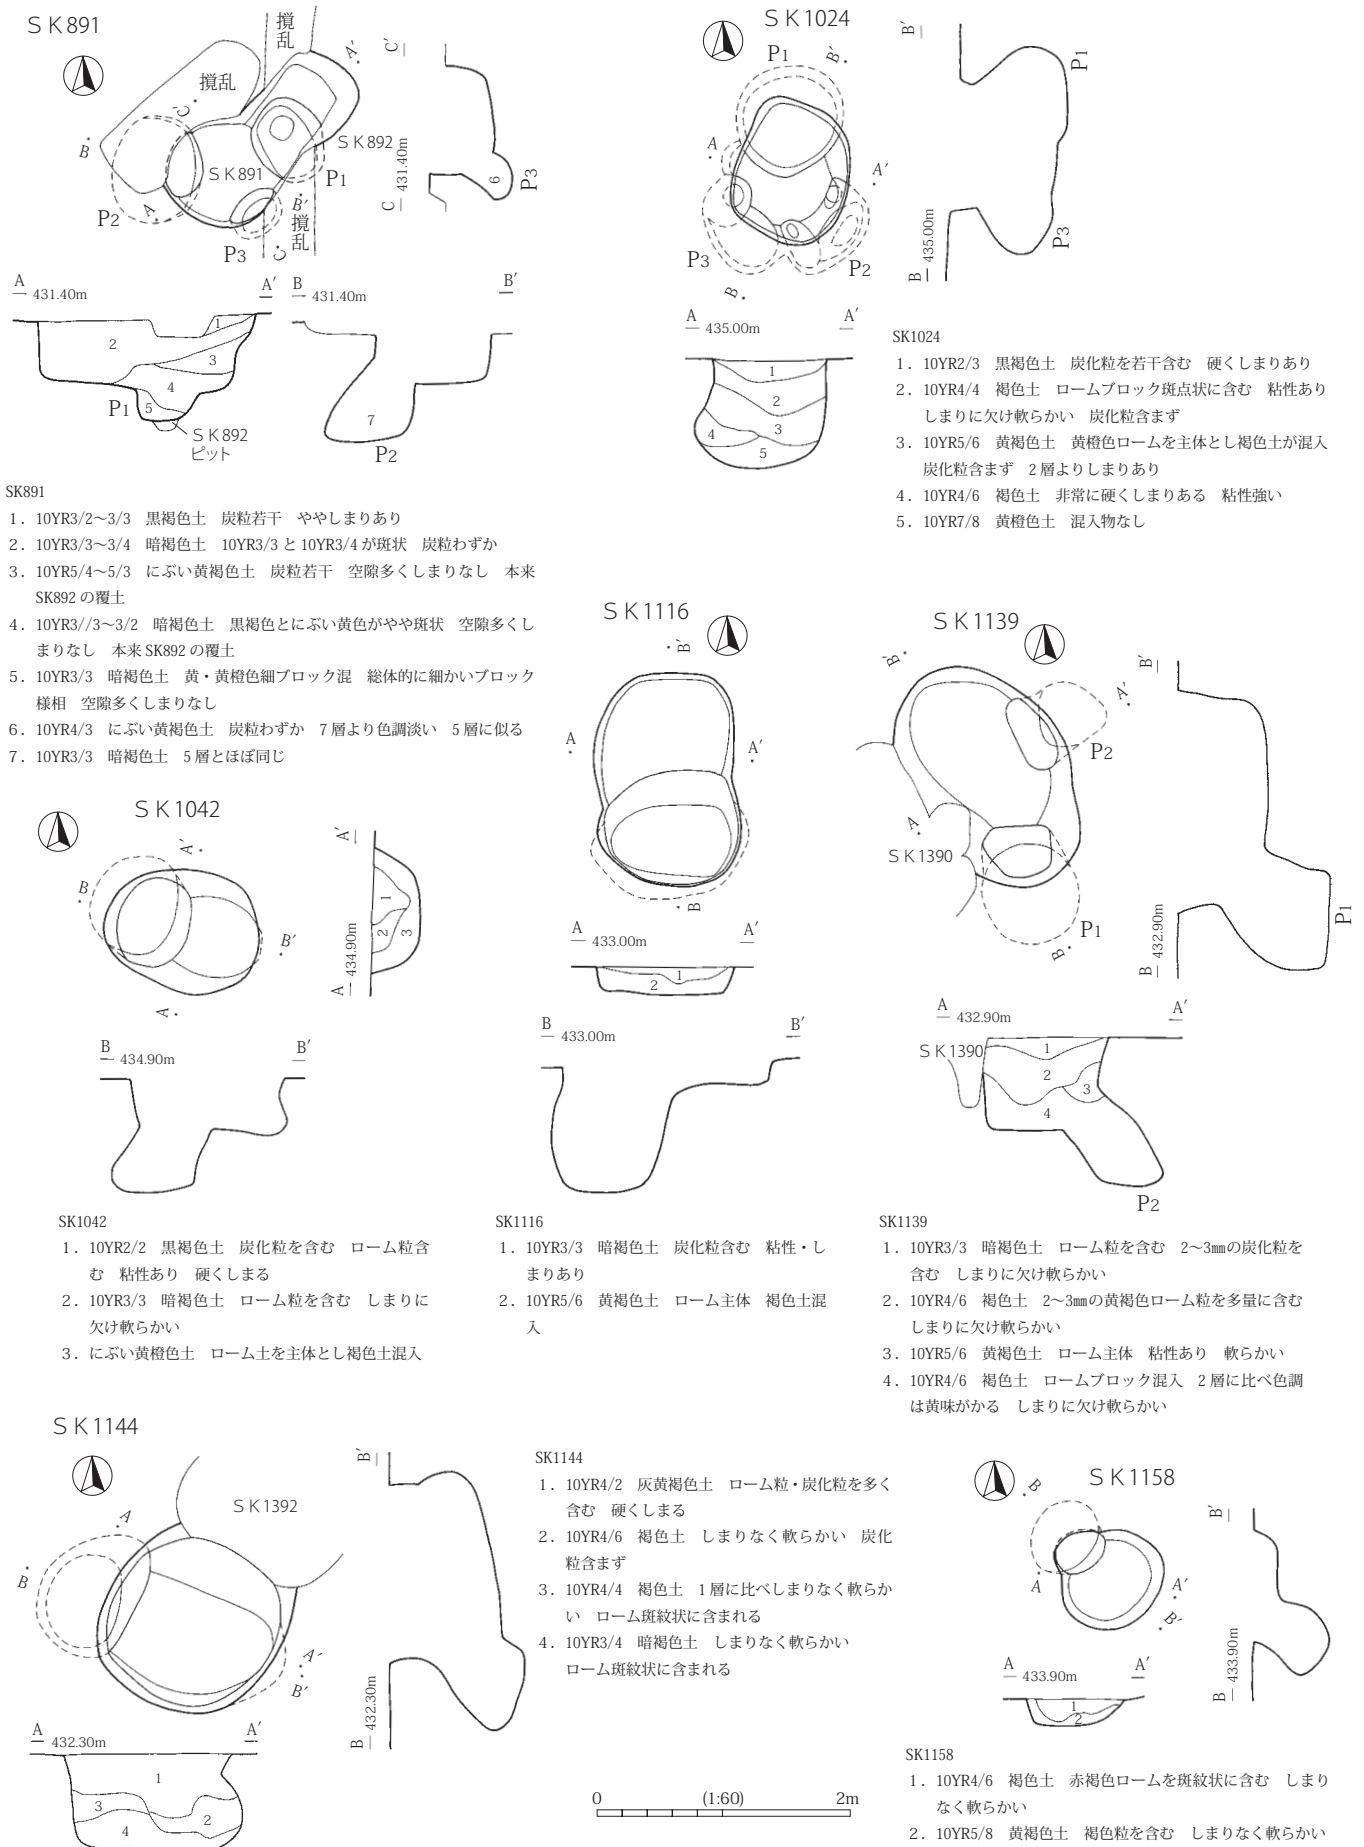 ＳＫ891
撹乱
撹乱
A′
C′
B
SK892
SK891
P1
P2
A
B′
撹乱
P3
C
C′
C 431.40m
6
P3
A 431.40m A′
1
2
3
4
5
P1
ＳＫ892
ピット
B 431.40m B′
7
P2
SK891
1．10YR3/2～3/3　黒褐色土　炭粒若干　ややしまりあり
2．10YR3/3～3/4　暗褐色土　10YR3/3 と 10YR3/4 が斑状　炭粒わずか
3．10YR5/4～5/3　にぶい黄褐色土　炭粒若干　空隙多くしまりなし　本来
SK892 の覆土
4．10YR3//3～3/2　暗褐色土　黒褐色とにぶい黄色がやや斑状　空隙多くし
まりなし　本来 SK892 の覆土
5．10YR3/3　暗褐色土　黄・黄橙色細ブロック混　総体的に細かいブロック
様相　空隙多くしまりなし
6．10YR4/3　にぶい黄褐色土　炭粒わずか　7 層より色調淡い　5 層に似る
7．10YR3/3　暗褐色土　5 層とほぼ同じ
ＳＫ1024
P1
B′
A
A′
P3
P2
B
B′
P1
B 435.00m
P3
A 435.00m A′
1
2
3
4
5
SK1024
1．10YR2/3　黒褐色土　炭化粒を若干含む　硬くしまりあり
2．10YR4/4　褐色土　ロームブロック斑点状に含む　粘性あり
しまりに欠け軟らかい　炭化粒含まず
3．10YR5/6　黄褐色土　黄橙色ロームを主体とし褐色土が混入
炭化粒含まず　2 層よりしまりあり
4．10YR4/6　褐色土　非常に硬くしまりある　粘性強い
5．10YR7/8　黄橙色土　混入物なし
ＳＫ1042
A′
B
B′
A
A′
1
2
3
A 434.90m
B 434.90m B′
SK1042
1．10YR2/2　黒褐色土　炭化粒を含む　ローム粒含
む　粘性あり　硬くしまる
2．10YR3/3　暗褐色土　ローム粒を含む　しまりに
欠け軟らかい
3．にぶい黄橙色土　ローム土を主体とし褐色土混入
ＳＫ1116
B′
A
A′
B
A 433.00m A′
1
2
B 433.00m B′
SK1116
1．10YR3/3　暗褐色土　炭化粒含む　粘性・し
まりあり
2．10YR5/6　黄褐色土　ローム主体　褐色土混
入
ＳＫ1139
B′
A′
P2
A
ＳＫ1390
P1
B
B′
B 432.90m
P1
A 432.90m A′
ＳＫ1390
1
2
3
4
P2
SK1139
1．10YR3/3　暗褐色土　ローム粒を含む　2～3㎜の炭化粒を
含む　しまりに欠け軟らかい
2．10YR4/6　褐色土　2～3㎜の黄褐色ローム粒を多量に含む
しまりに欠け軟らかい
3．10YR5/6　黄褐色土　ローム主体　粘性あり　軟らかい
4．10YR4/6　褐色土　ロームブロック混入　2 層に比べ色調
は黄味がかる　しまりに欠け軟らかい
ＳＫ1144
ＳＫ1392
A
B
A′
B′
B′
B 432.30m
A 432.30m A′
1
2
3
4
SK1144
1．10YR4/2　灰黄褐色土　ローム粒・炭化粒を多く
含む　硬くしまる
2．10YR4/6　褐色土　しまりなく軟らかい　炭化
粒含まず
3．10YR4/4　褐色土　1 層に比べしまりなく軟らか
い　ローム斑紋状に含まれる
4．10YR3/4　暗褐色土　しまりなく軟らかい
ローム斑紋状に含まれる
0 (1:60) 2m
ＳＫ1158
B
A
A′
B′
B′
B 433.90m
A 433.90m A′
1
2
SK1158
1．10YR4/6　褐色土　赤褐色ロームを斑紋状に含む　しまり
なく軟らかい
2．10YR5/8　黄褐色土　褐色粒を含む　しまりなく軟らかい